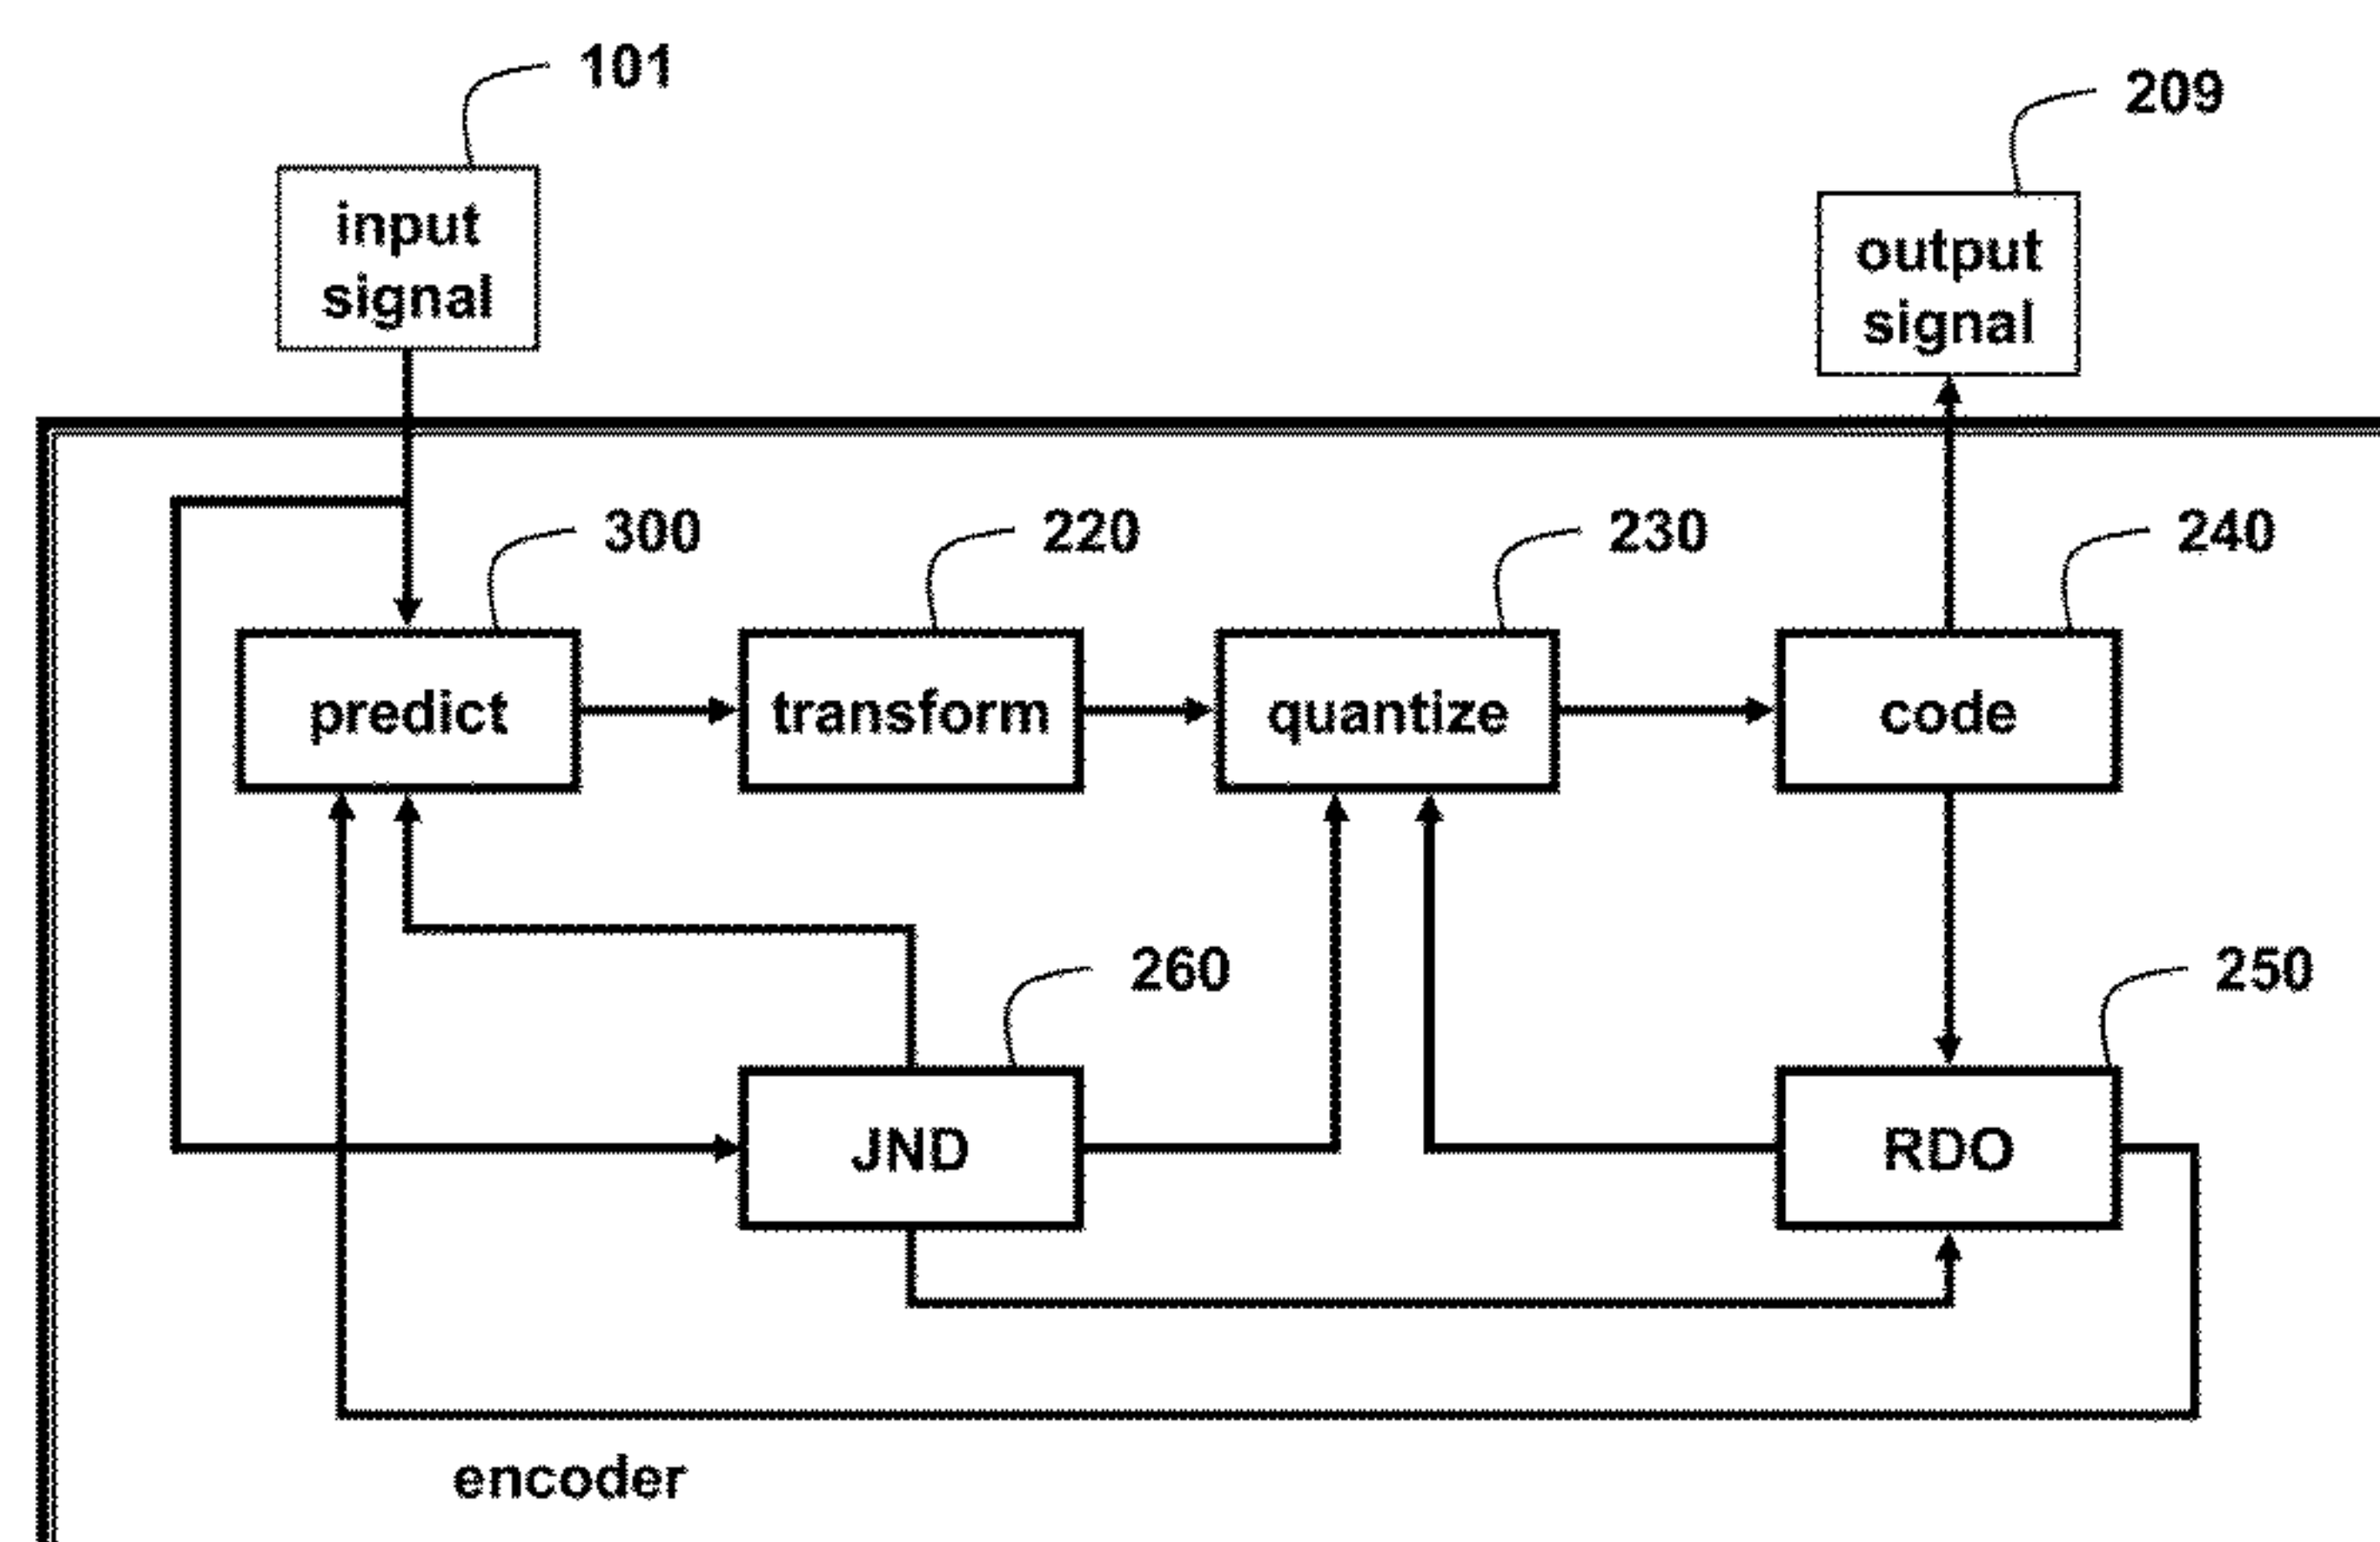 101
209
input
signal
output
signal
300
220
230
240
predict
transform
quantize
code
260
250
JND
RDO
encoder